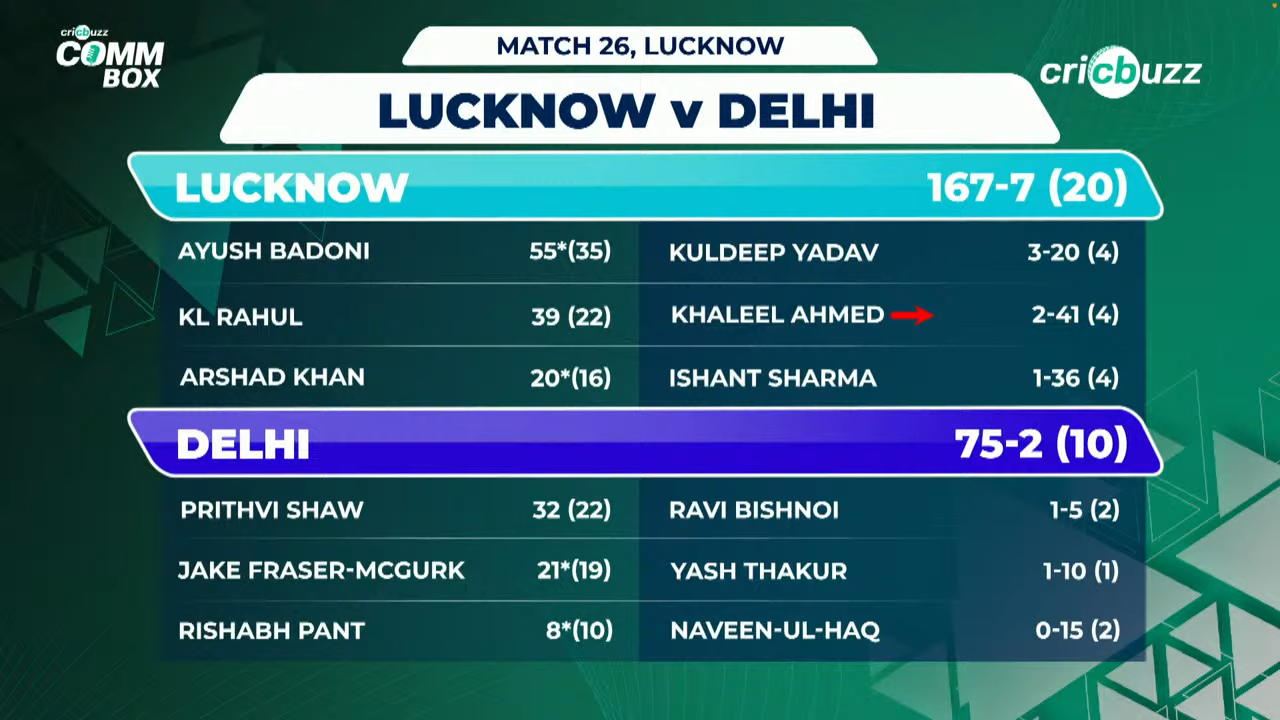 cricbuzz
COMM
BOX
MATCH 26, LUCKNOW
cricbuzz
LUCKNOW v DELHI
LUCKNOW 167-7 (20)
AYUSH BADONI 55*(35) KULDEEP YADAV 3-20 (4)
KL RAHUL 39 (22) KHALEEL AHMED 2-41 (4)
ARSHAD KHAN 20*(16) ISHANT SHARMA 1-36 (4)
DELHI 75-2 (10)
PRITHVI SHAW 32 (22) RAVI BISHNOI 1-5 (2)
JAKE FRASER-MCGURK 21*(19) YASH THAKUR 1-10 (1)
RISHABH PANT 8*(10) NAVEEN-UL-HAQ 0-15 (2)